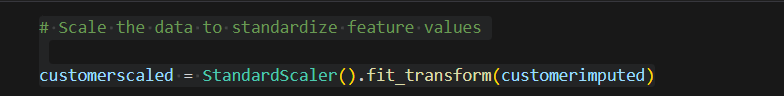 # Scale the data to standardize feature values
customerscaled = StandardScaler().fit_transform(customerimputed)